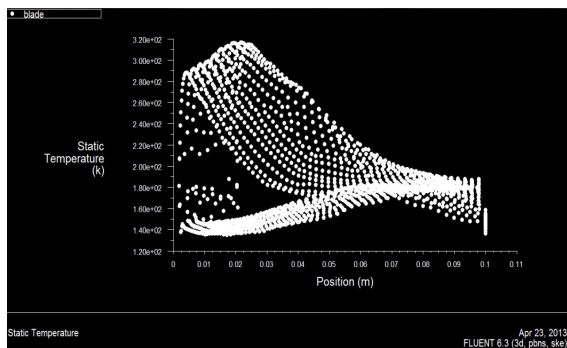 blade
3.20e+02
3.00e+02
2.80e+02
2.60e+02
2.40e+02
2.20e+02
2.00e+02
1.80e+02
1.60e+02
1.40e+02
1.20e+02
Static
Temperature
(k)
0 0.01 0.02 0.03 0.04 0.05 0.06 0.07 0.08 0.09 0.1 0.11
Position (m)
Static Temperature
Apr 23, 2013
FLUENT 6.3 (3d, pbns, ske)